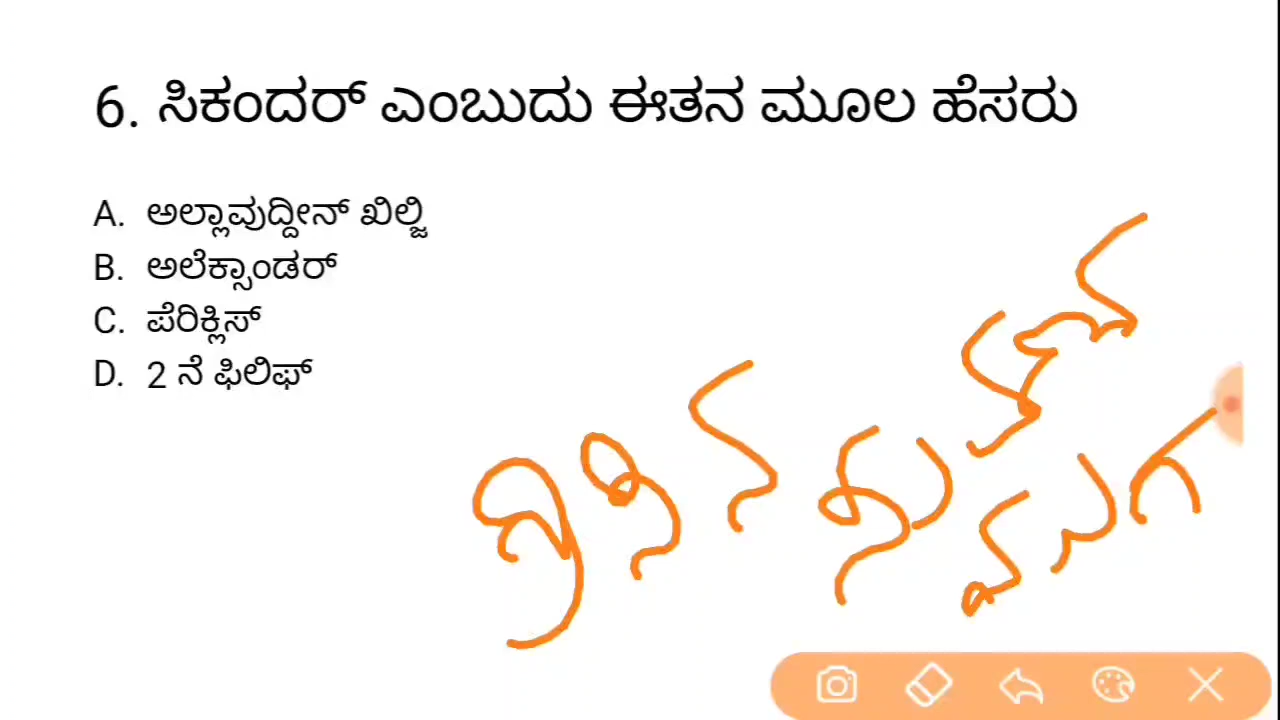 6. ಸಿಕಂದರ್ ಎಂಬುದು ಈತನ ಮೂಲ ಹೆಸರು
A. ಅಲ್ಲಾವುದ್ದೀನ್ ಖಿಲ್ಜಿ
B. ಅಲೆಕ್ಸಾಂಡರ್
C. ಪೆರಿಕ್ಲಿಸ್
D. 2 ನೆ ಫಿಲಿಫ್